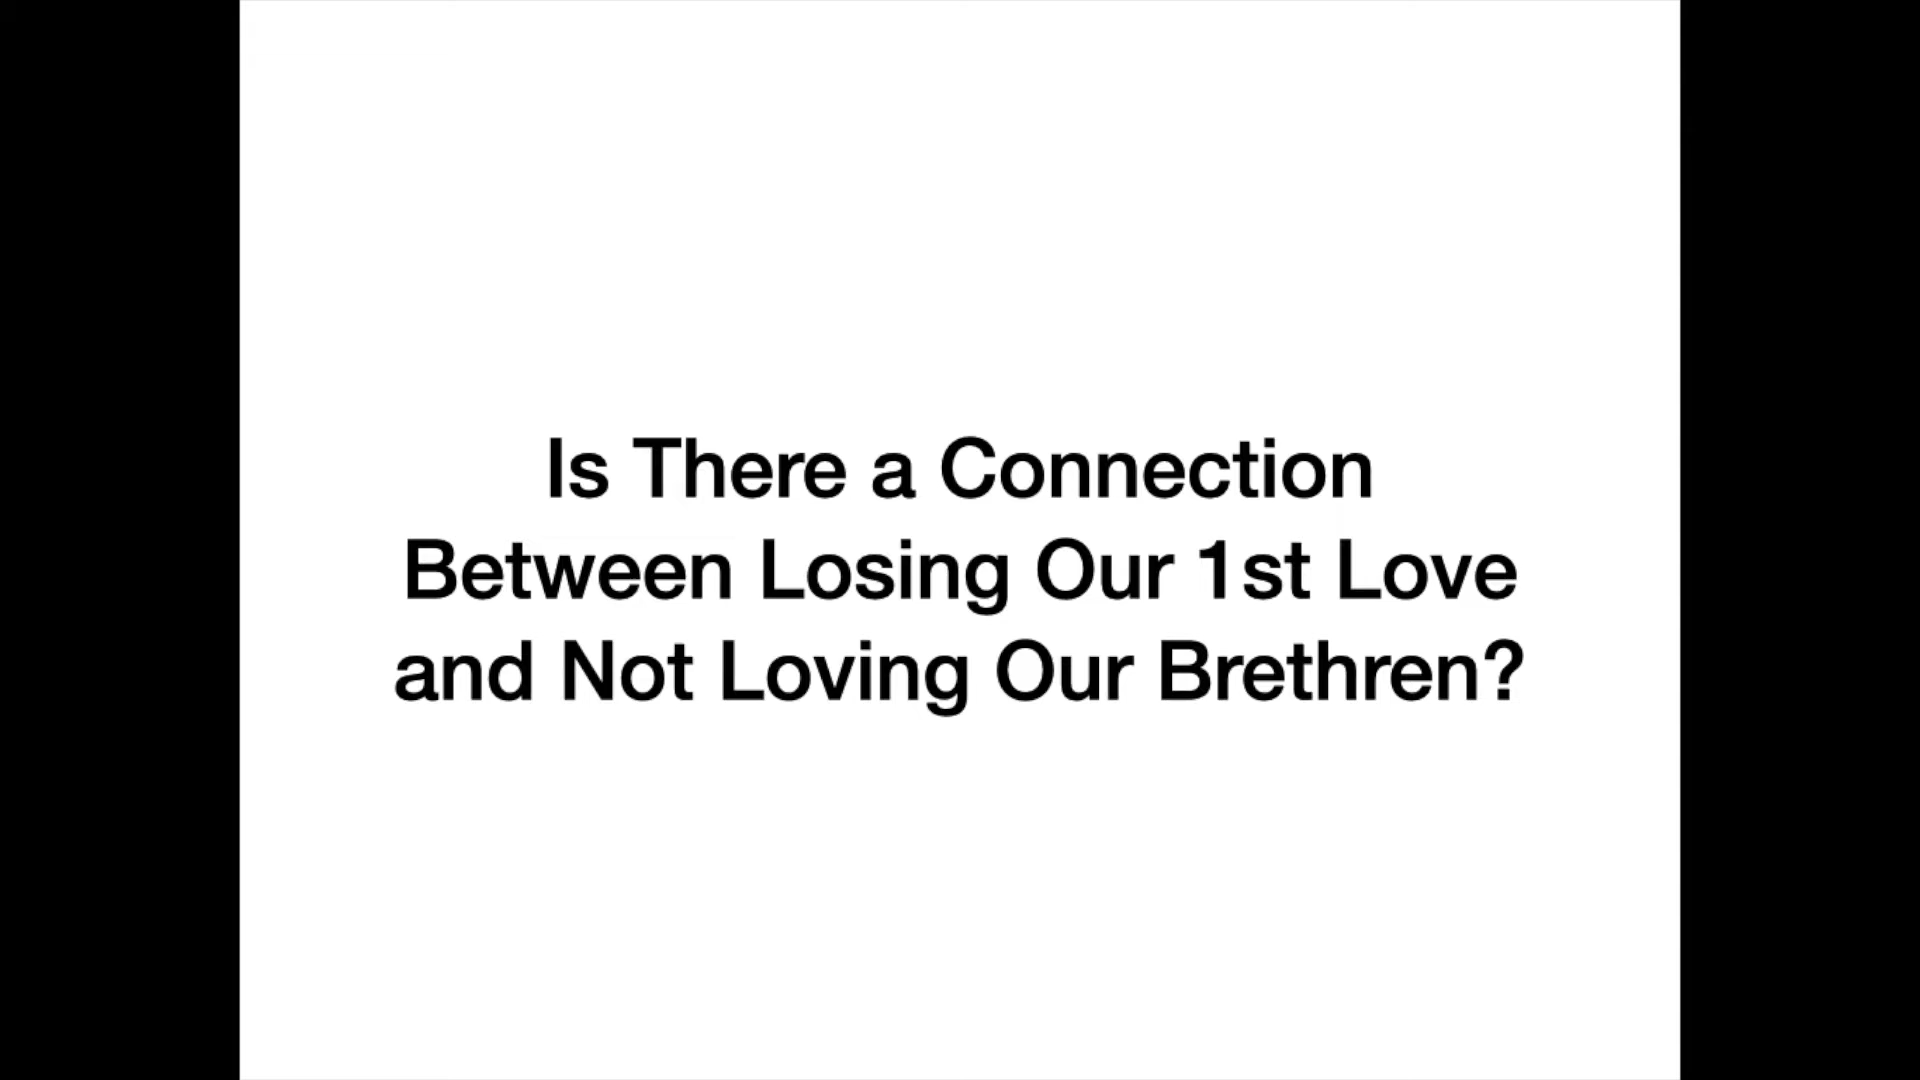 Is There a Connection
Between Losing Our 1st Love
and Not Loving Our Brethren?